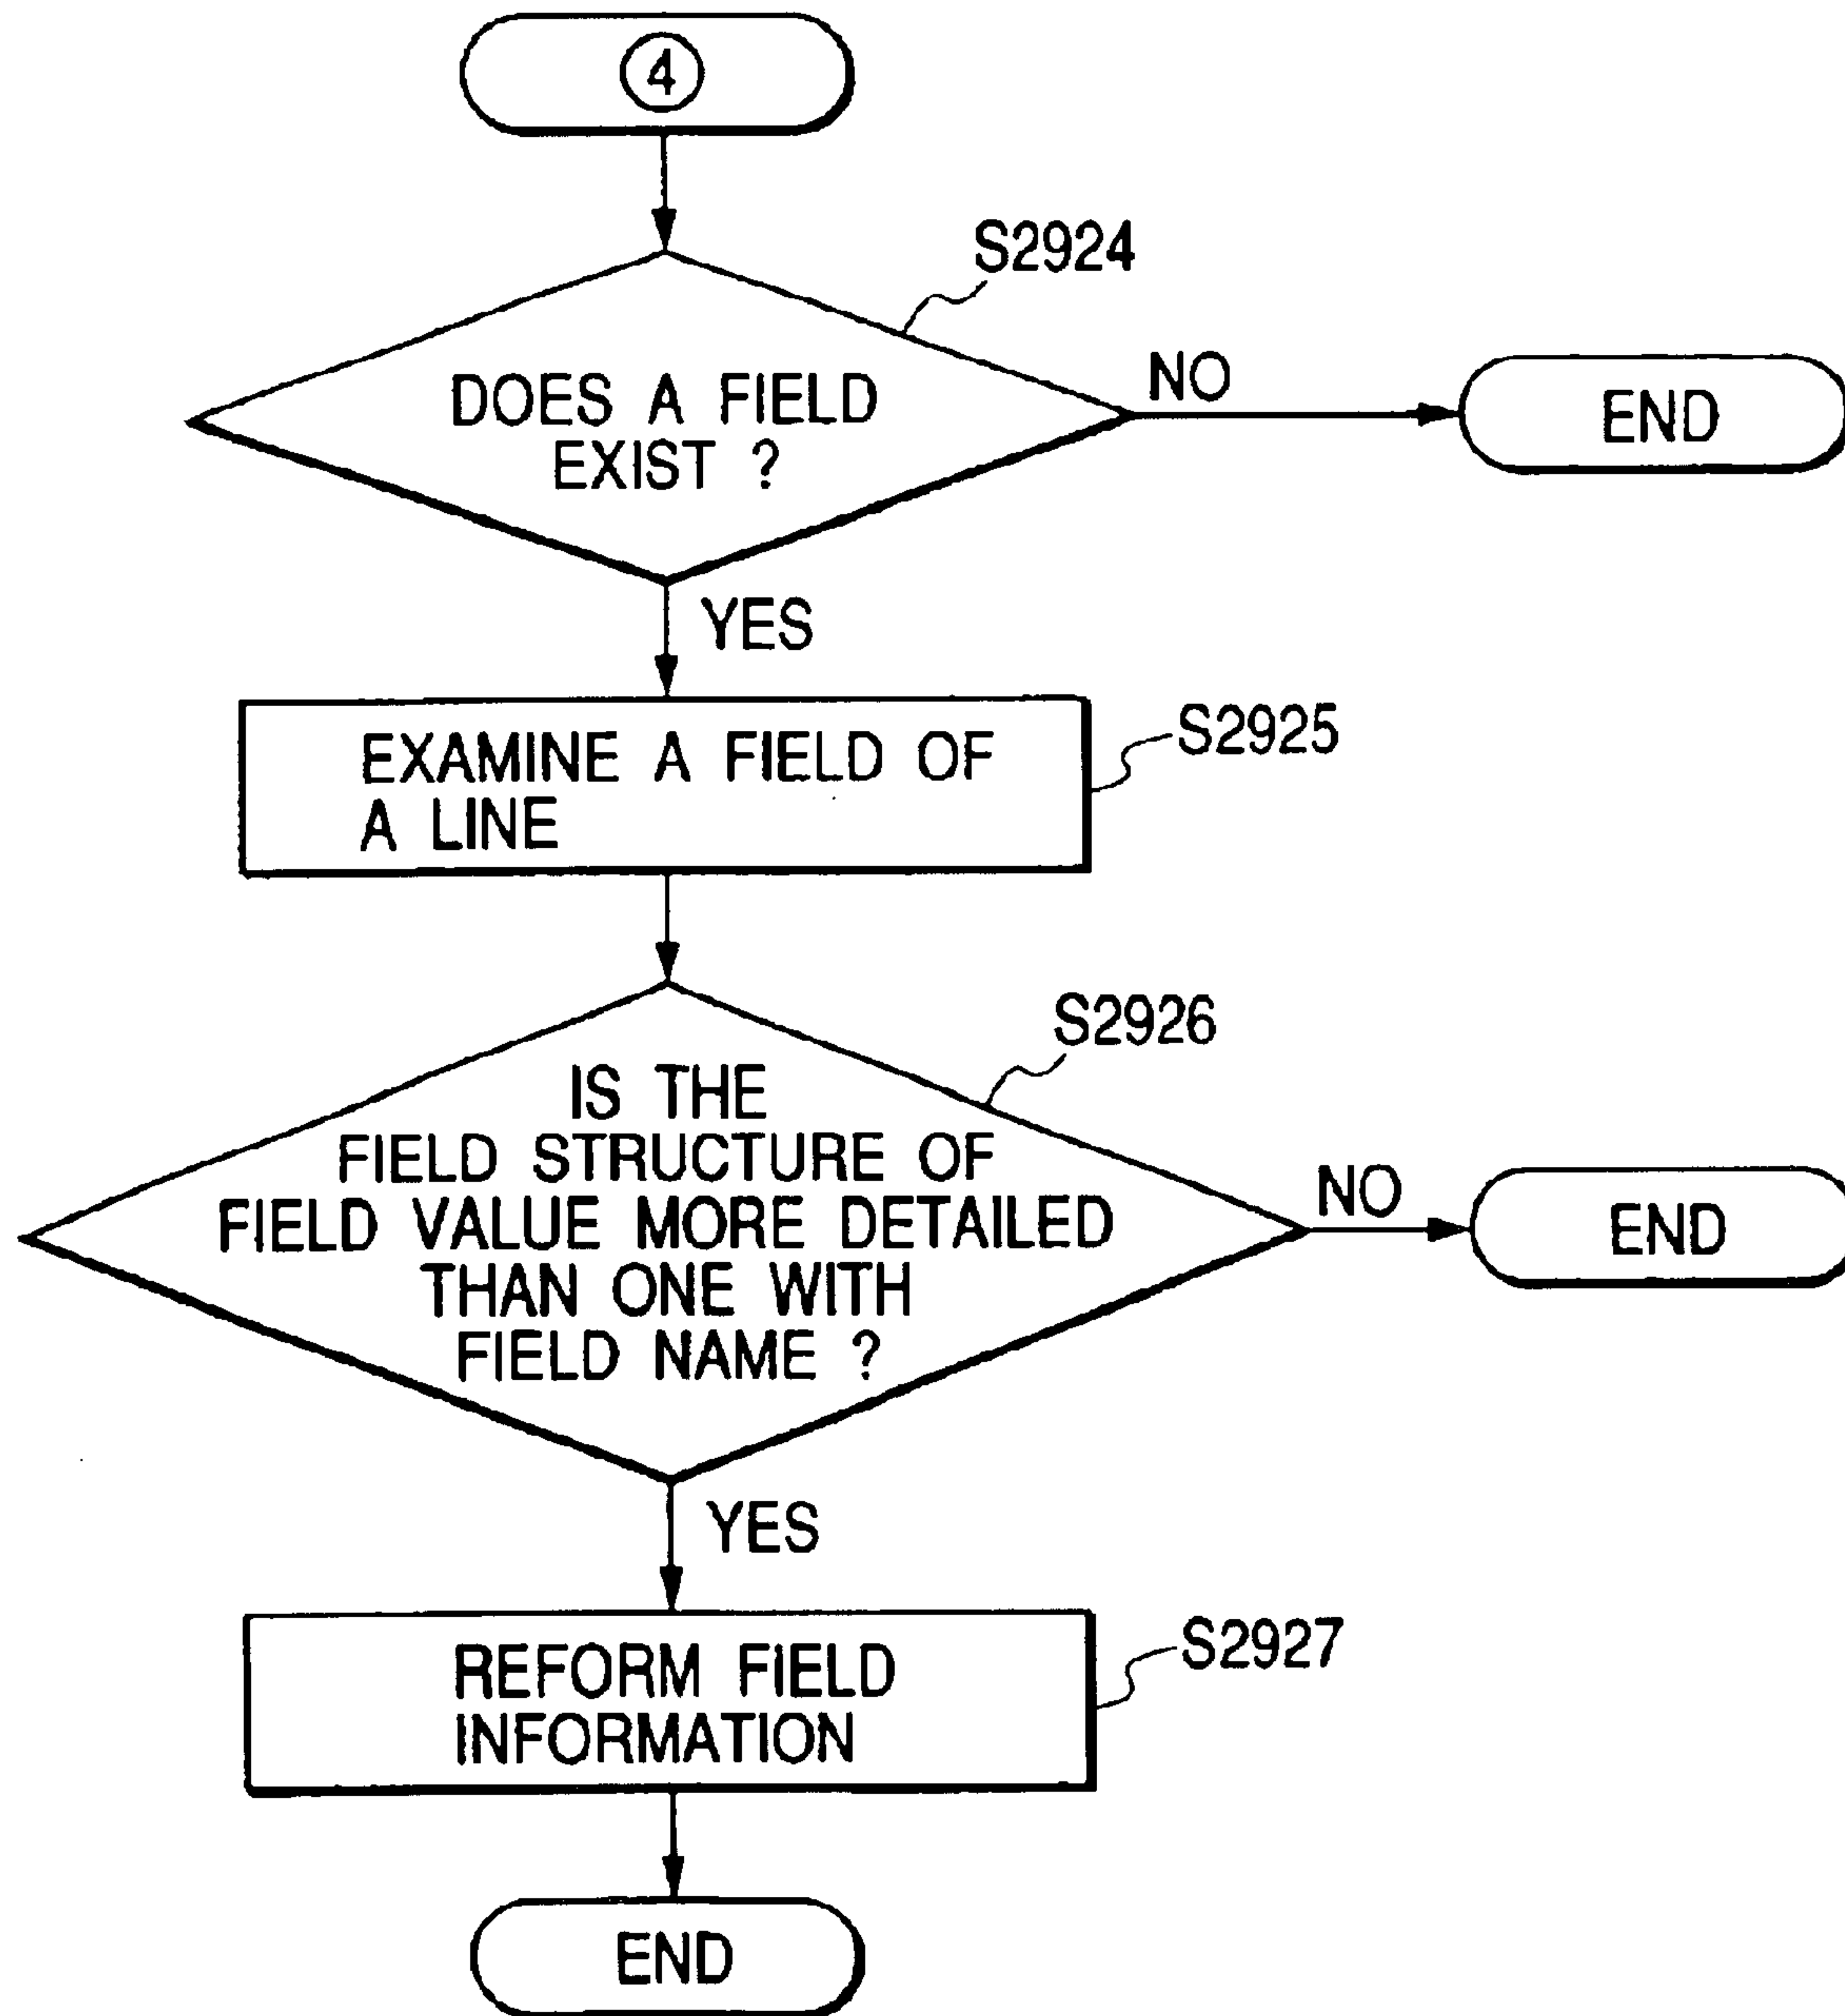 4
S2924
DOES A FIELD
EXIST ?
NO
END
YES
EXAMINE A FIELD OF
A LINE
S2925
S2926
IS THE
FIELD STRUCTURE OF
FIELD VALUE MORE DETAILED
THAN ONE WITH
FIELD NAME ?
NO
END
YES
REFORM FIELD
INFORMATION
S2927
END